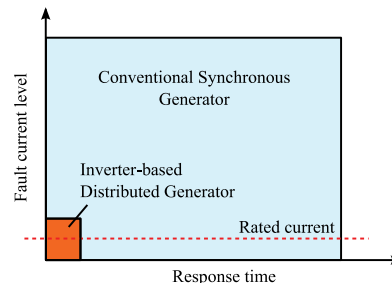 Fault current level
Conventional Synchronous
Generator
Inverter-based
Distributed Generator
Rated current
Response time